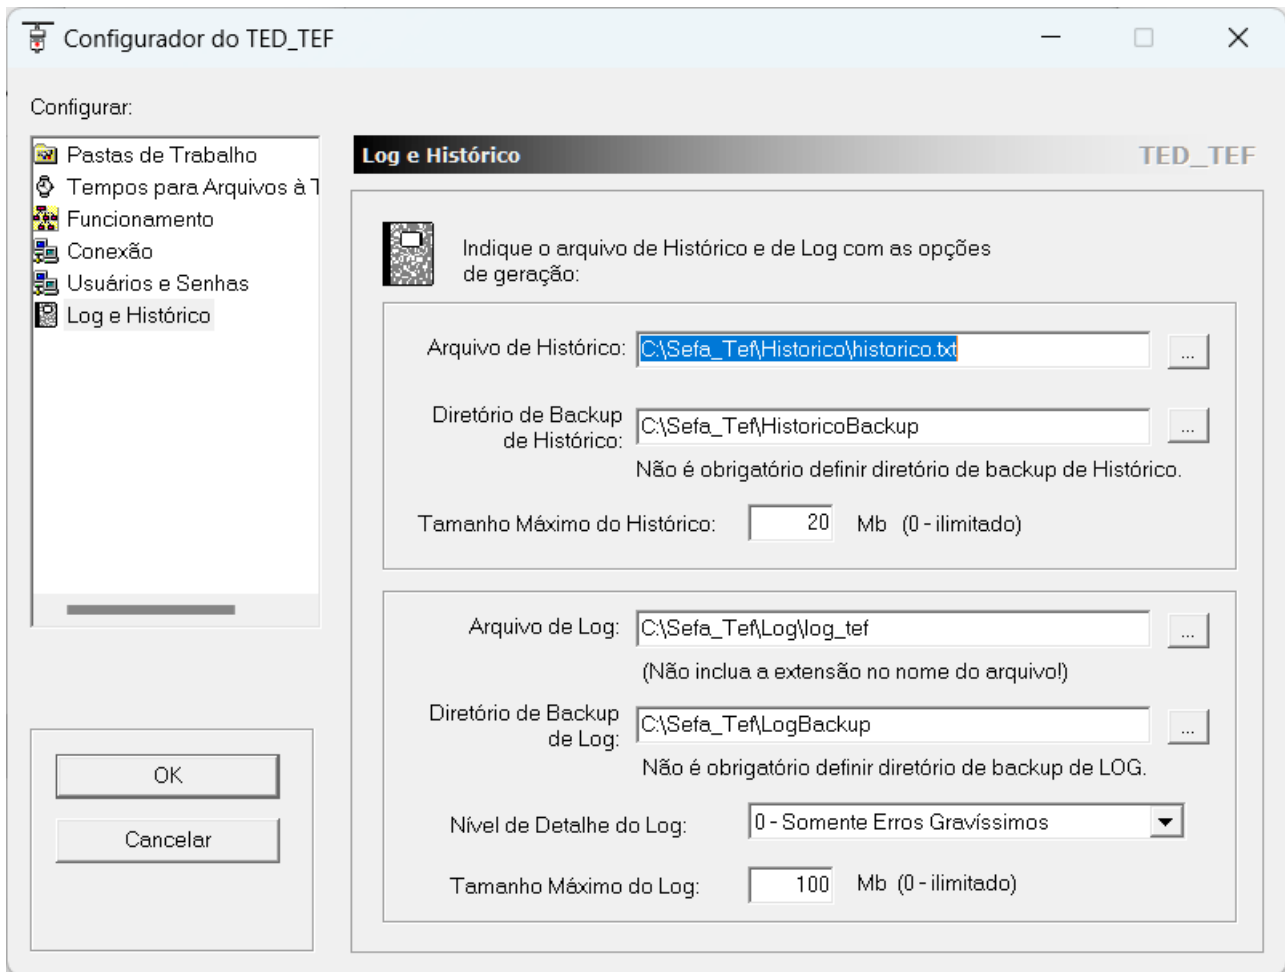 Configurador do TED_TEF
Configurar:
Pastas de Trabalho
Tempos para Arquivos à T
Funcionamento
Conexão
Usuários e Senhas
Log e Histórico
OK
Cancelar
Log e Histórico TED_TEF
Indique o arquivo de Histórico e de Log com as opções
de geração:
Arquivo de Histórico: C:\Sefa_Tef\Historico\historico.txt ...
Diretório de Backup
de Histórico: C:\Sefa_Tef\HistoricoBackup ...
Não é obrigatório definir diretório de backup de Histórico.
Tamanho Máximo do Histórico: 20 Mb (0 - ilimitado)
Arquivo de Log: C:\Sefa_Tef\Log\log_tef ...
(Não inclua a extensão no nome do arquivo!)
Diretório de Backup
de Log: C:\Sefa_Tef\LogBackup ...
Não é obrigatório definir diretório de backup de LOG.
Nível de Detalhe do Log: 0 - Somente Erros Gravíssimos
Tamanho Máximo do Log: 100 Mb (0 - ilimitado)